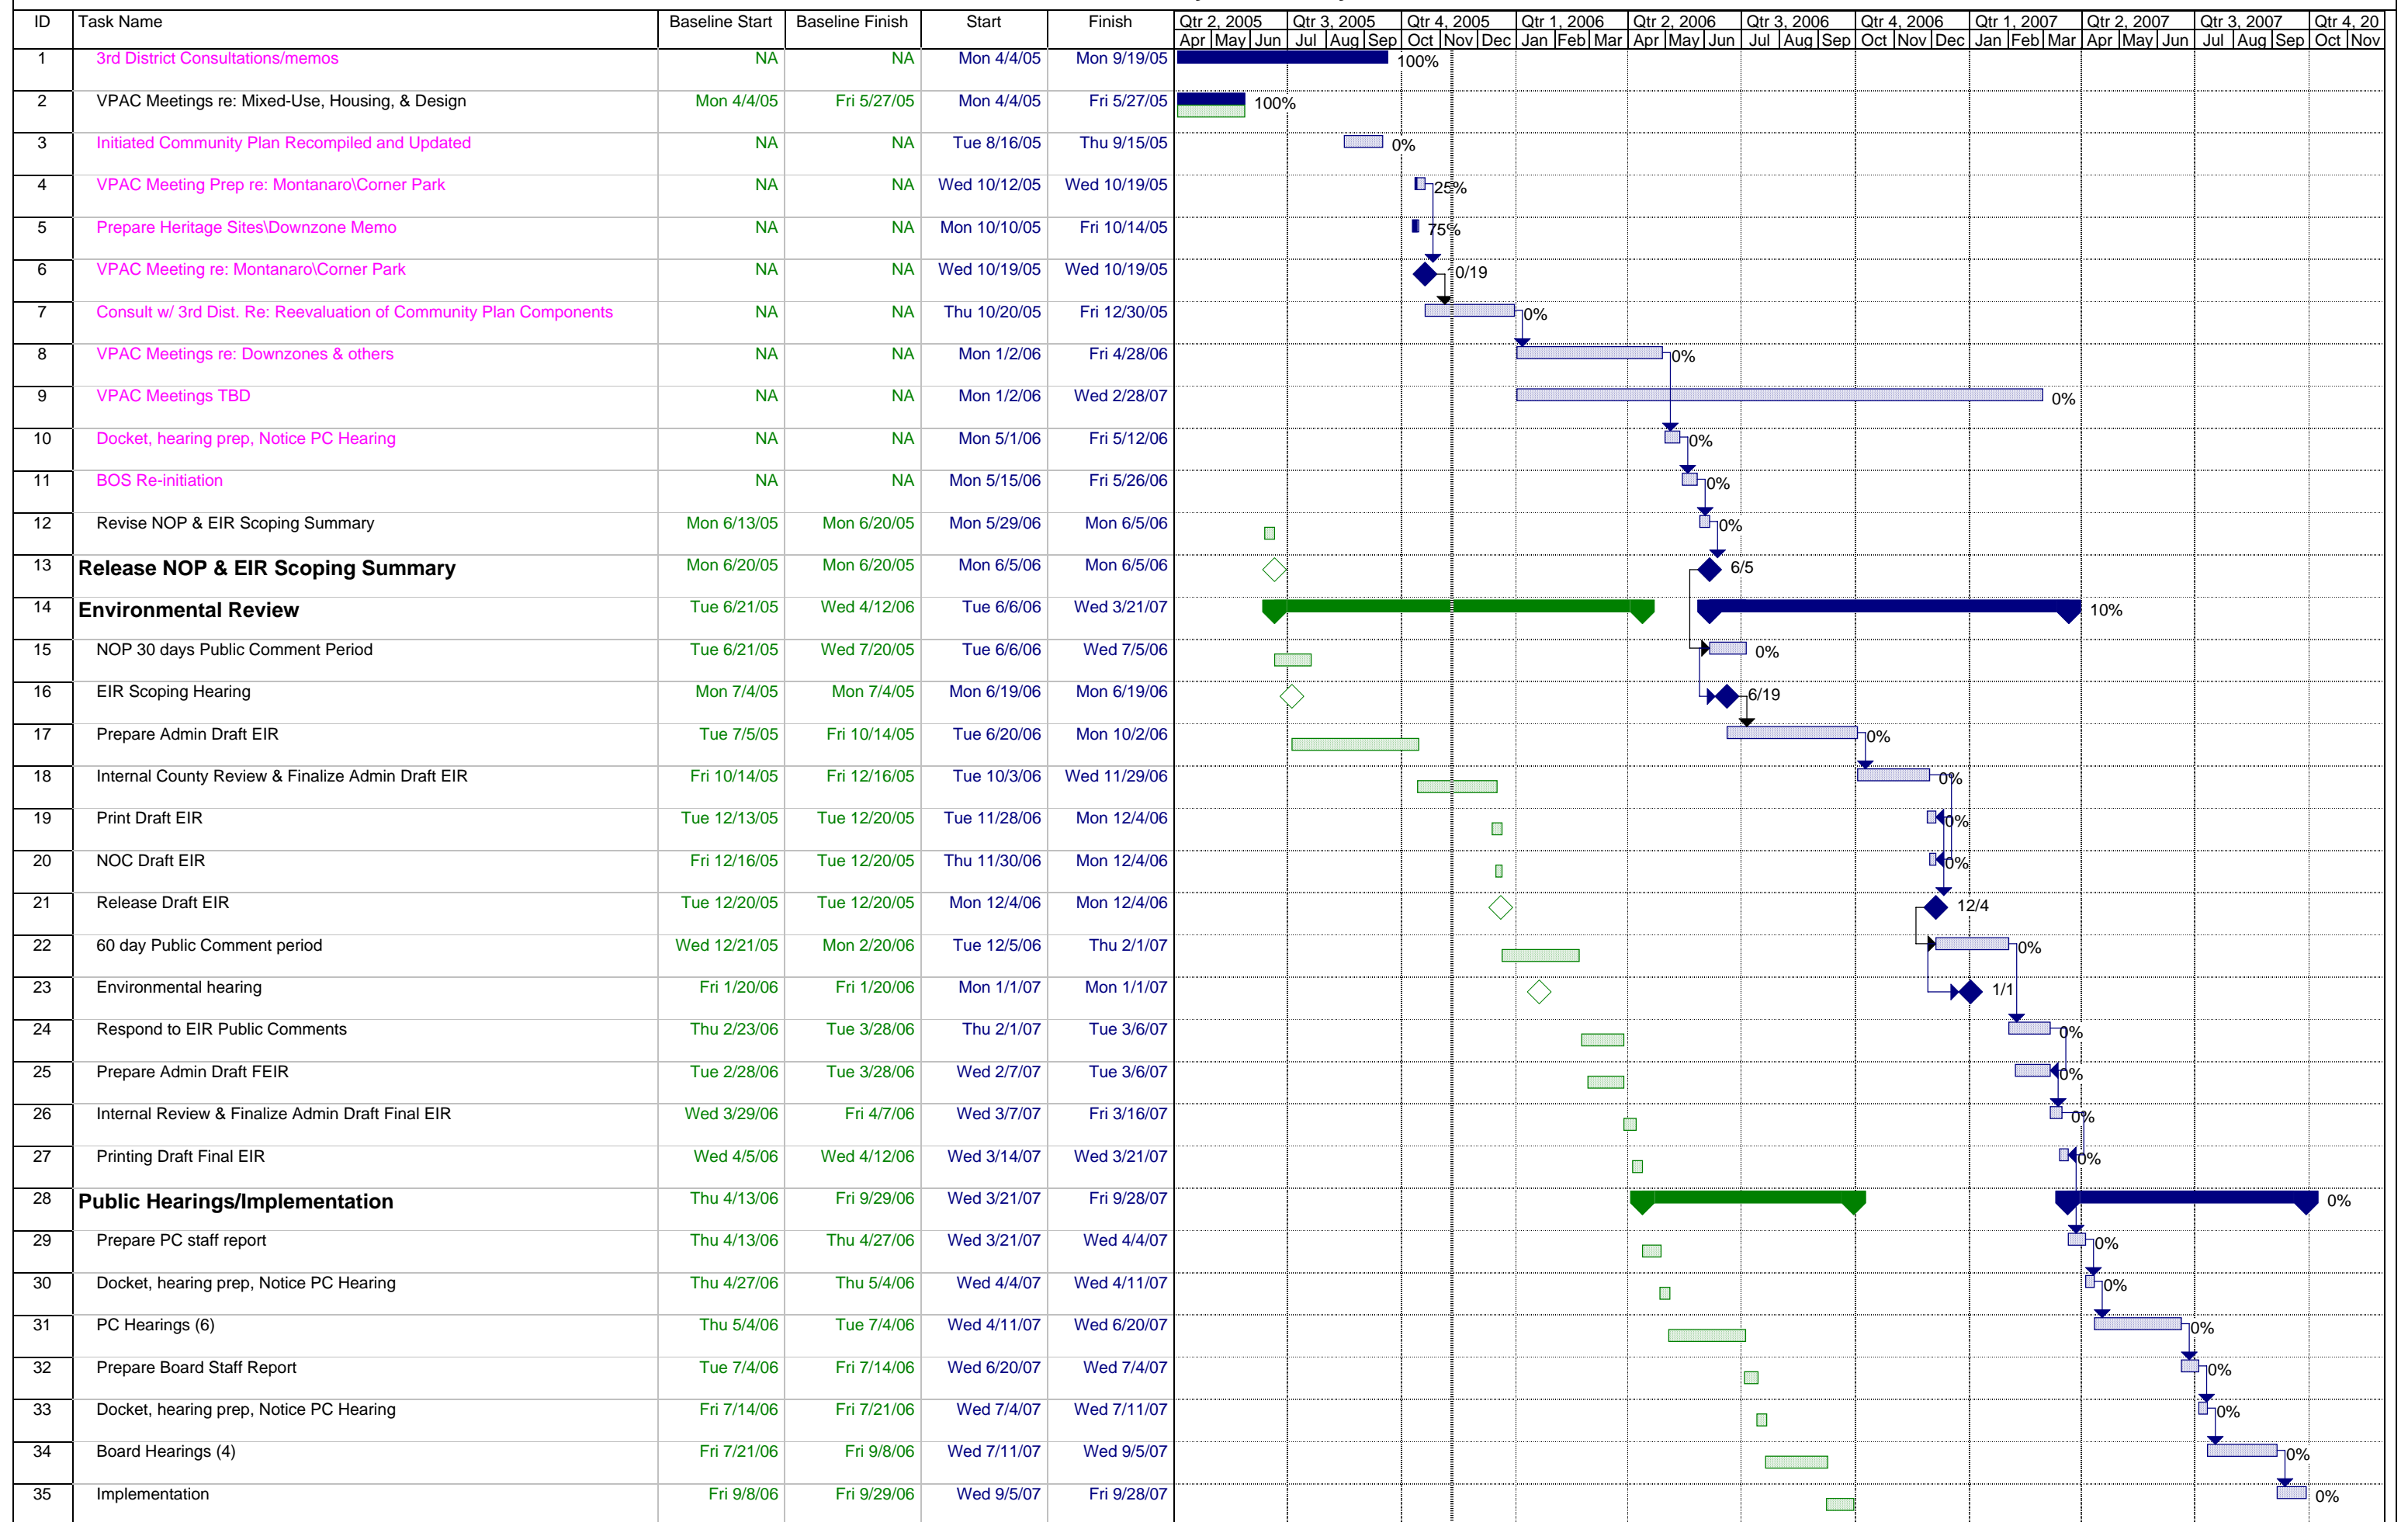 ID Task Name Baseline Start Baseline Finish Start Finish Qtr 2, 2005 Qtr 3, 2005 Qtr 4, 2005 Qtr 1, 2006 Qtr 2, 2006 Qtr 3, 2006 Qtr 4, 2006 Qtr 1, 2007 Qtr 2, 2007 Qtr 3, 2007 Qtr 4, 20
Apr May Jun Jul Aug Sep Oct Nov Dec Jan Feb Mar Apr May Jun Jul Aug Sep Oct Nov Dec Jan Feb Mar Apr May Jun Jul Aug Sep Oct Nov
1 3rd District Consultations/memos NA NA Mon 4/4/05 Mon 9/19/05 100%
2 VPAC Meetings re: Mixed-Use, Housing, & Design Mon 4/4/05 Fri 5/27/05 Mon 4/4/05 Fri 5/27/05 100%
3 Initiated Community Plan Recompiled and Updated NA NA Tue 8/16/05 Thu 9/15/05 0%
4 VPAC Meeting Prep re: Montanaro\Corner Park NA NA Wed 10/12/05 Wed 10/19/05 25%
5 Prepare Heritage Sites\Downzone Memo NA NA Mon 10/10/05 Fri 10/14/05 75%
6 VPAC Meeting re: Montanaro\Corner Park NA NA Wed 10/19/05 Wed 10/19/05 10/19
7 Consult w/ 3rd Dist. Re: Reevaluation of Community Plan Components NA NA Thu 10/20/05 Fri 12/30/05 0%
8 VPAC Meetings re: Downzones & others NA NA Mon 1/2/06 Fri 4/28/06 0%
9 VPAC Meetings TBD NA NA Mon 1/2/06 Wed 2/28/07 0%
10 Docket, hearing prep, Notice PC Hearing NA NA Mon 5/1/06 Fri 5/12/06 0%
11 BOS Re-initiation NA NA Mon 5/15/06 Fri 5/26/06 0%
12 Revise NOP & EIR Scoping Summary Mon 6/13/05 Mon 6/20/05 Mon 5/29/06 Mon 6/5/06 0%
13 Release NOP & EIR Scoping Summary Mon 6/20/05 Mon 6/20/05 Mon 6/5/06 Mon 6/5/06 6/5
14 Environmental Review Tue 6/21/05 Wed 4/12/06 Tue 6/6/06 Wed 3/21/07 10%
15 NOP 30 days Public Comment Period Tue 6/21/05 Wed 7/20/05 Tue 6/6/06 Wed 7/5/06 0%
16 EIR Scoping Hearing Mon 7/4/05 Mon 7/4/05 Mon 6/19/06 Mon 6/19/06 6/19
17 Prepare Admin Draft EIR Tue 7/5/05 Fri 10/14/05 Tue 6/20/06 Mon 10/2/06 0%
18 Internal County Review & Finalize Admin Draft EIR Fri 10/14/05 Fri 12/16/05 Tue 10/3/06 Wed 11/29/06 0%
19 Print Draft EIR Tue 12/13/05 Tue 12/20/05 Tue 11/28/06 Mon 12/4/06 0%
20 NOC Draft EIR Fri 12/16/05 Tue 12/20/05 Thu 11/30/06 Mon 12/4/06 0%
21 Release Draft EIR Tue 12/20/05 Tue 12/20/05 Mon 12/4/06 Mon 12/4/06 12/4
22 60 day Public Comment period Wed 12/21/05 Mon 2/20/06 Tue 12/5/06 Thu 2/1/07 0%
23 Environmental hearing Fri 1/20/06 Fri 1/20/06 Mon 1/1/07 Mon 1/1/07 1/1
24 Respond to EIR Public Comments Thu 2/23/06 Tue 3/28/06 Thu 2/1/07 Tue 3/6/07 0%
25 Prepare Admin Draft FEIR Tue 2/28/06 Tue 3/28/06 Wed 2/7/07 Tue 3/6/07 0%
26 Internal Review & Finalize Admin Draft Final EIR Wed 3/29/06 Fri 4/7/06 Wed 3/7/07 Fri 3/16/07 0%
27 Printing Draft Final EIR Wed 4/5/06 Wed 4/12/06 Wed 3/14/07 Wed 3/21/07 0%
28 Public Hearings/Implementation Thu 4/13/06 Fri 9/29/06 Wed 3/21/07 Fri 9/28/07 0%
29 Prepare PC staff report Thu 4/13/06 Thu 4/27/06 Wed 3/21/07 Wed 4/4/07 0%
30 Docket, hearing prep, Notice PC Hearing Thu 4/27/06 Thu 5/4/06 Wed 4/4/07 Wed 4/11/07 0%
31 PC Hearings (6) Thu 5/4/06 Tue 7/4/06 Wed 4/11/07 Wed 6/20/07 0%
32 Prepare Board Staff Report Tue 7/4/06 Fri 7/14/06 Wed 6/20/07 Wed 7/4/07 0%
33 Docket, hearing prep, Notice PC Hearing Fri 7/14/06 Fri 7/21/06 Wed 7/4/07 Wed 7/11/07 0%
34 Board Hearings (4) Fri 7/21/06 Fri 9/8/06 Wed 7/11/07 Wed 9/5/07 0%
35 Implementation Fri 9/8/06 Fri 9/29/06 Wed 9/5/07 Fri 9/28/07 0%